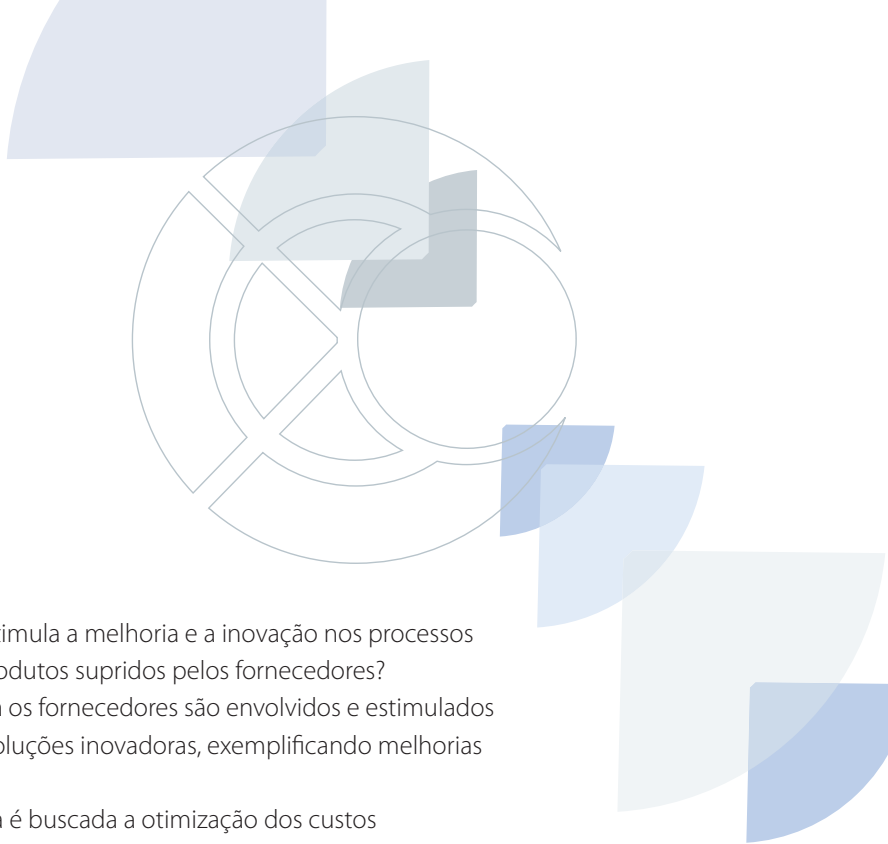 timula a melhoria e a inovação nos processos
odutos supridos pelos fornecedores?
os fornecedores são envolvidos e estimulados
oluções inovadoras, exemplificando melhorias
é buscada a otimização dos custos